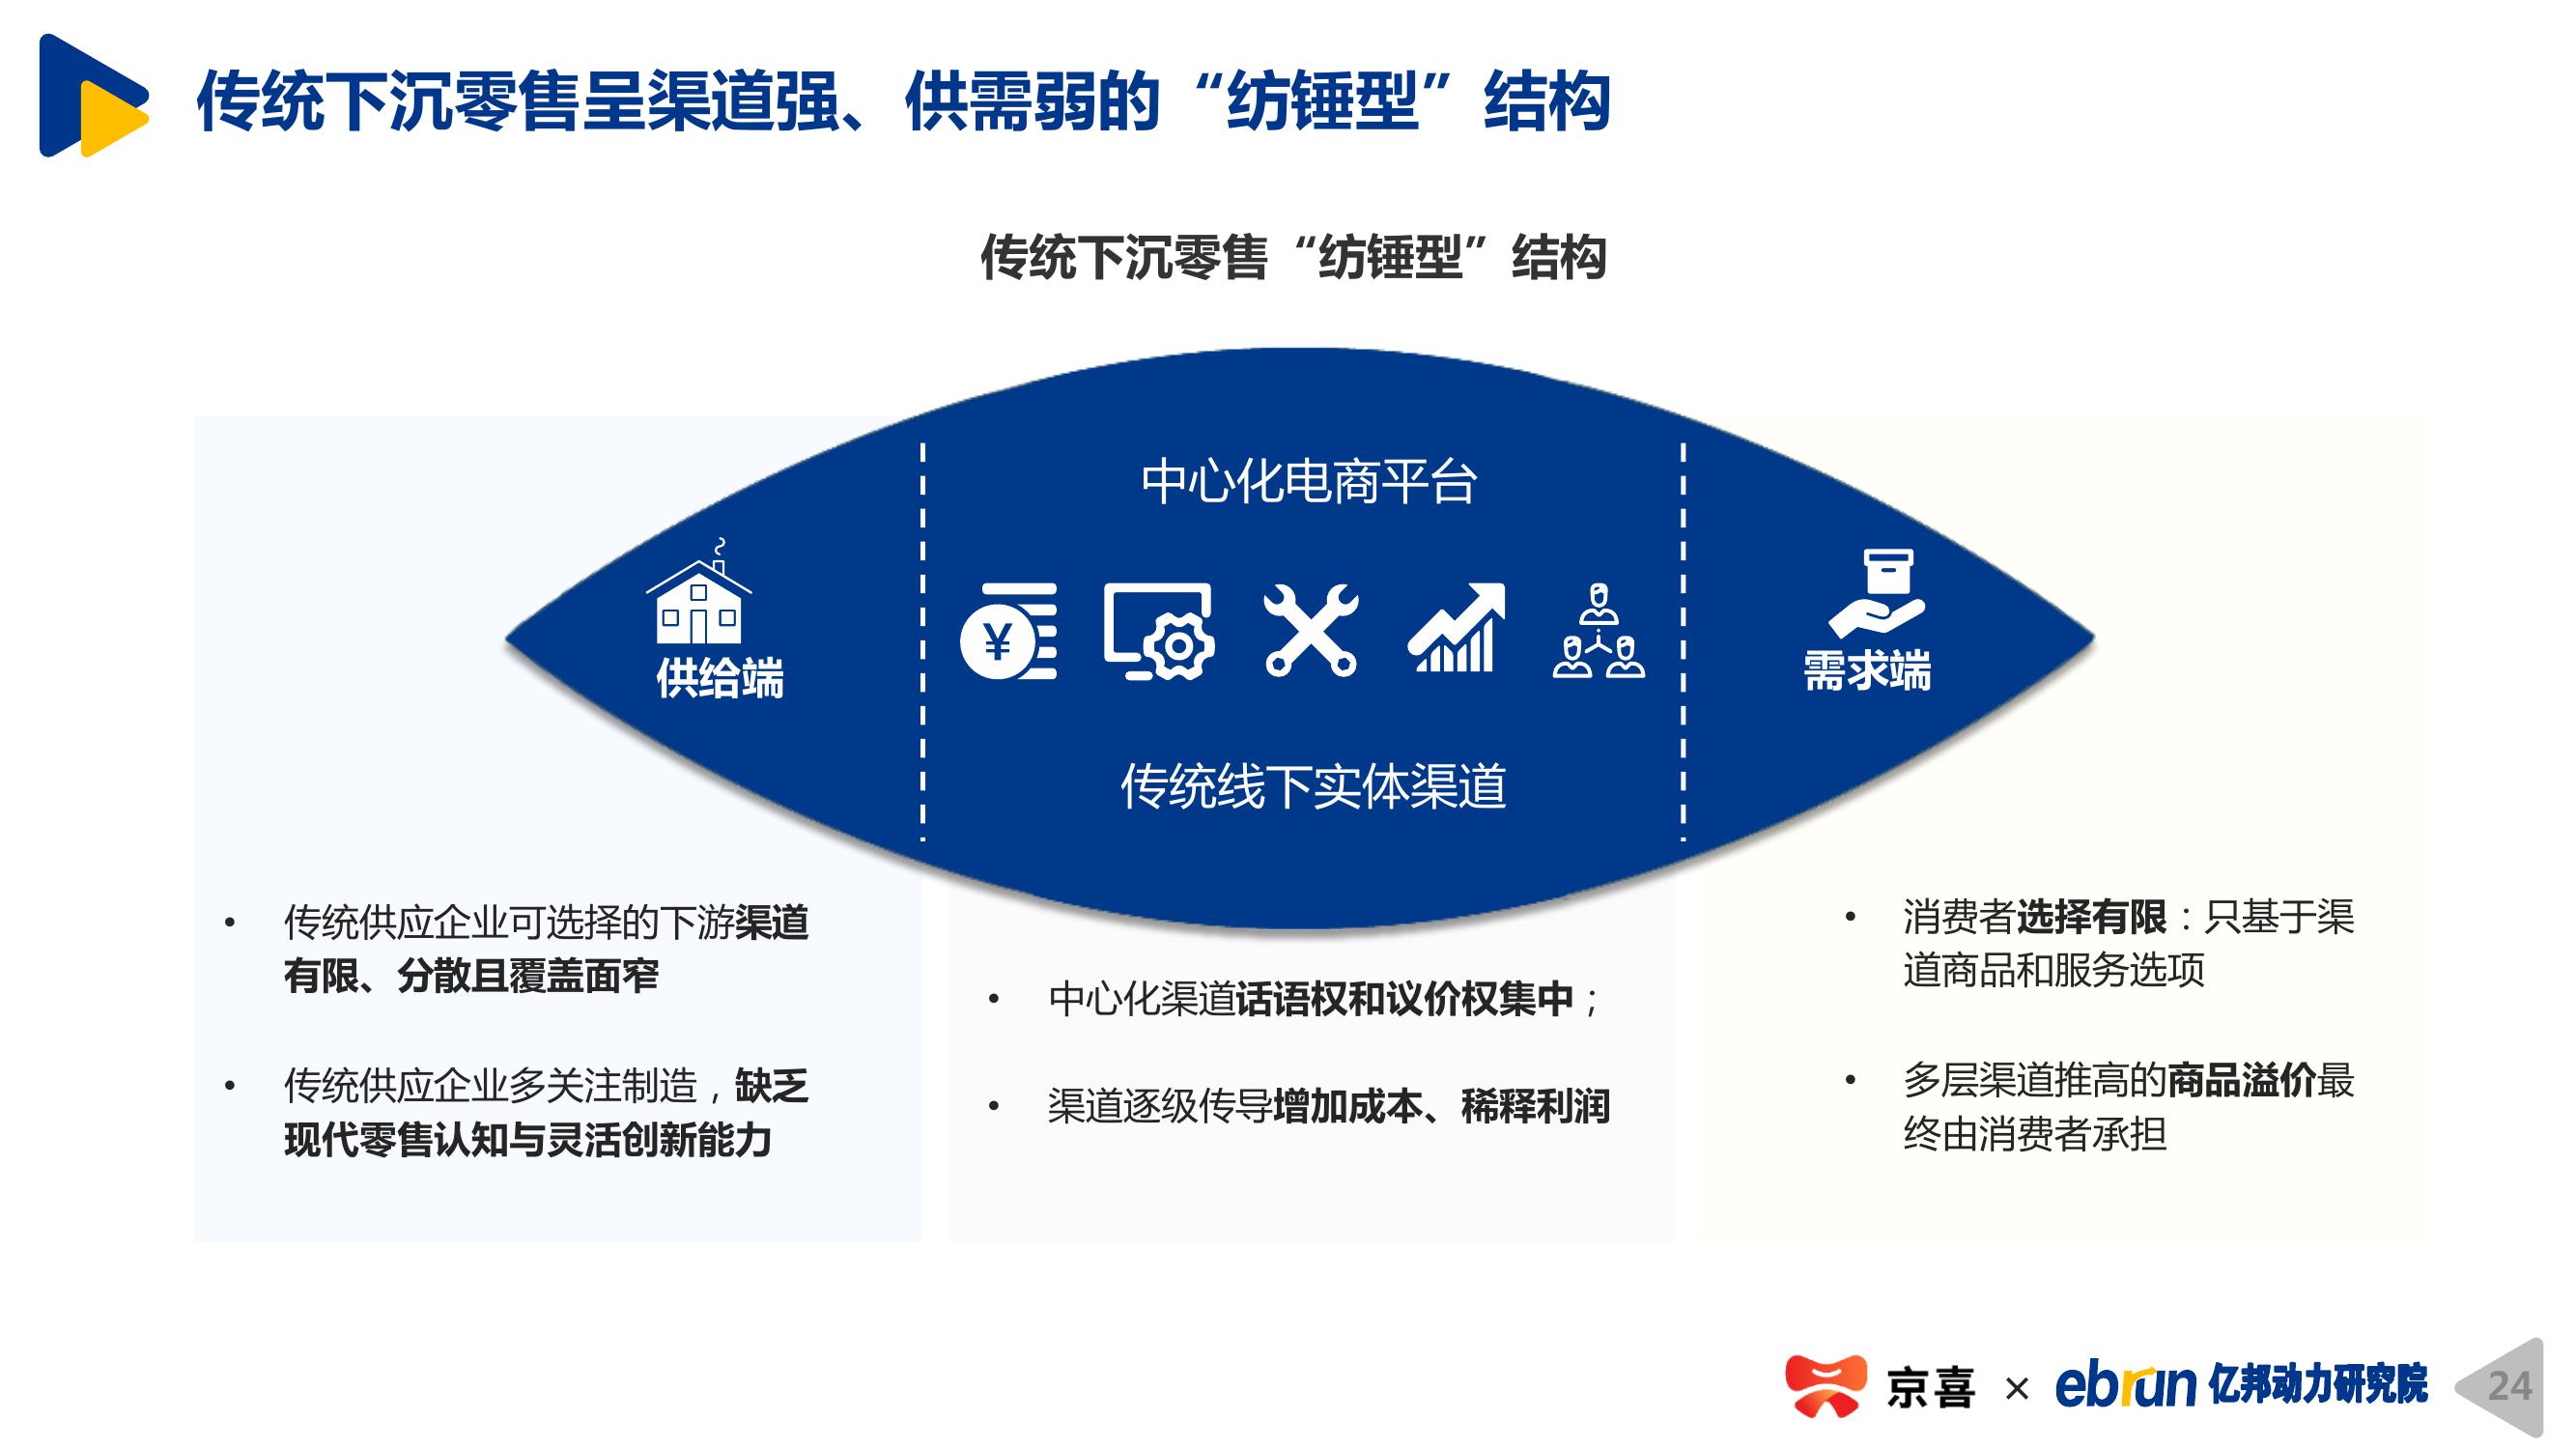 传统下沉零售呈渠道强、供需弱的“纺锤型”结构
传统下沉零售“纺锤型”结构
中心化电商平台
¥
供给端
需求端
传统线下实体渠道
• 传统供应企业可选择的下游渠道
有限、分散且覆盖面窄
• 传统供应企业多关注制造，缺乏
现代零售认知与灵活创新能力
• 中心化渠道话语权和议价权集中；
• 渠道逐级传导增加成本、稀释利润
• 消费者选择有限：只基于渠
道商品和服务选项
• 多层渠道推高的商品溢价最
终由消费者承担
京喜 × ebrun 亿邦动力研究院
24